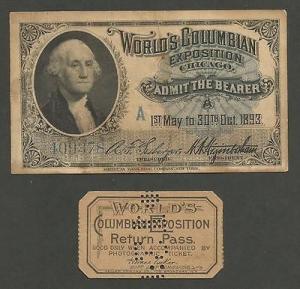 WORLD'S COLUMBIAN
EXPOSITION
CHICAGO.
ADMIT THE BEARER
A
1ST May to 30TH Oct. 1893.
TREASURER
PRESIDENT
AMERICAN BANK NOTE COMPANY, NEW YORK.
WORLD'S
COLUMBIAN EXPOSITION
Return Pass.
GOOD ONLY WHEN ACCOMPANIED BY
PHOTOGRAPHIC TICKET.